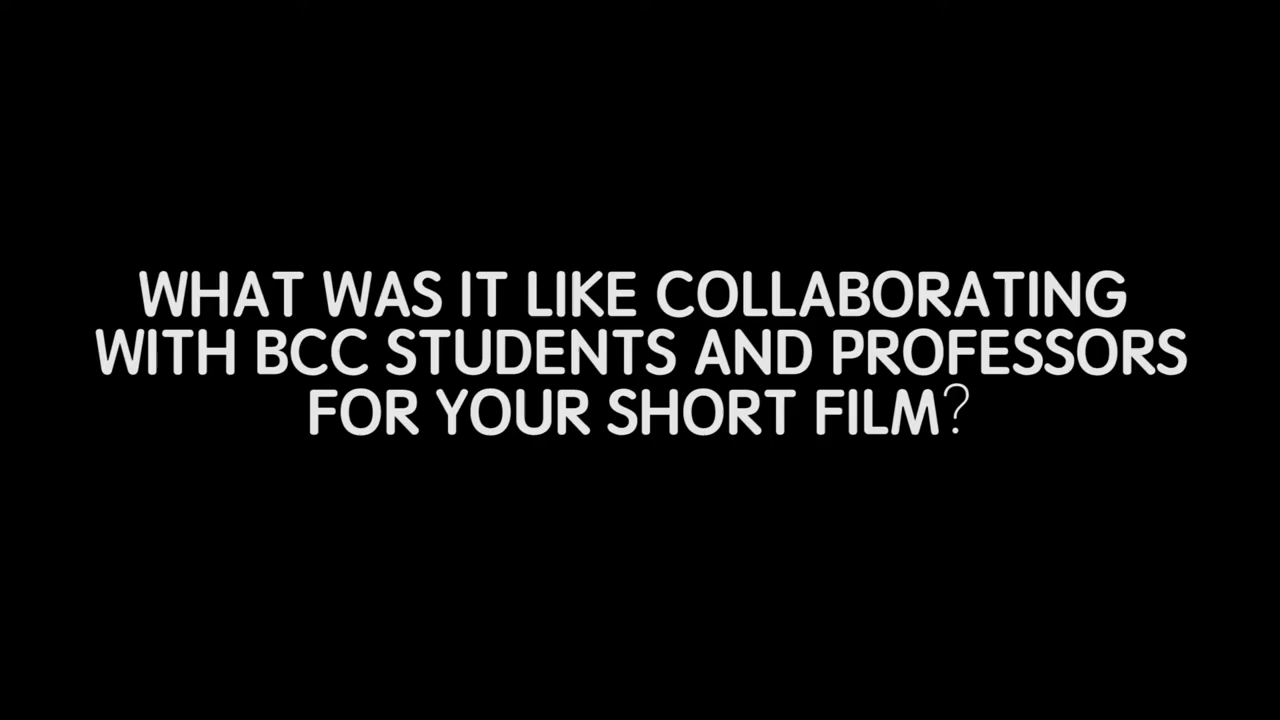 WHAT WAS IT LIKE COLLABORATING
WITH BCC STUDENTS AND PROFESSORS
FOR YOUR SHORT FILM?